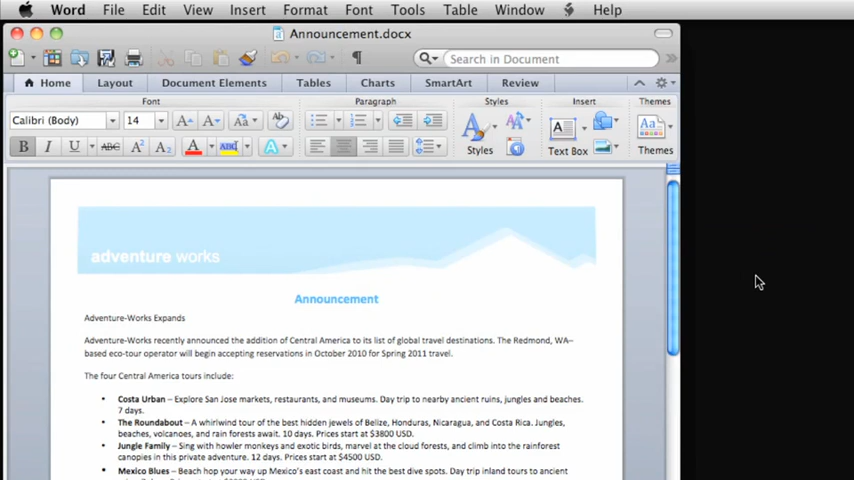 Word File Edit View Insert Format Font Tools Table Window Help
Announcement.docx
Search in Document
Home Layout Document Elements Tables Charts SmartArt Review
Font Paragraph Styles Insert Themes
Calibri (Body) 14 A A Aa
Aa
B I U ABC A² A₂ A ABC A Styles Text Box Themes
adventure works
Announcement
Adventure-Works Expands
Adventure-Works recently announced the addition of Central America to its list of global travel destinations. The Redmond, WA–
based eco-tour operator will begin accepting reservations in October 2010 for Spring 2011 travel.
The four Central America tours include:
• Costa Urban – Explore San Jose markets, restaurants, and museums. Day trip to nearby ancient ruins, jungles and beaches.
7 days.
• The Roundabout – A whirlwind tour of the best hidden jewels of Belize, Honduras, Nicaragua, and Costa Rica. Jungles,
beaches, volcanoes, and rain forests await. 10 days. Prices start at $3800 USD.
• Jungle Family – Sing with howler monkeys and exotic birds, marvel at the cloud forests, and climb into the rainforest
canopies in this private adventure. 12 days. Prices start at $4500 USD.
• Mexico Blues – Beach hop your way up Mexico's east coast and hit the best dive spots. Day trip inland tours to ancient